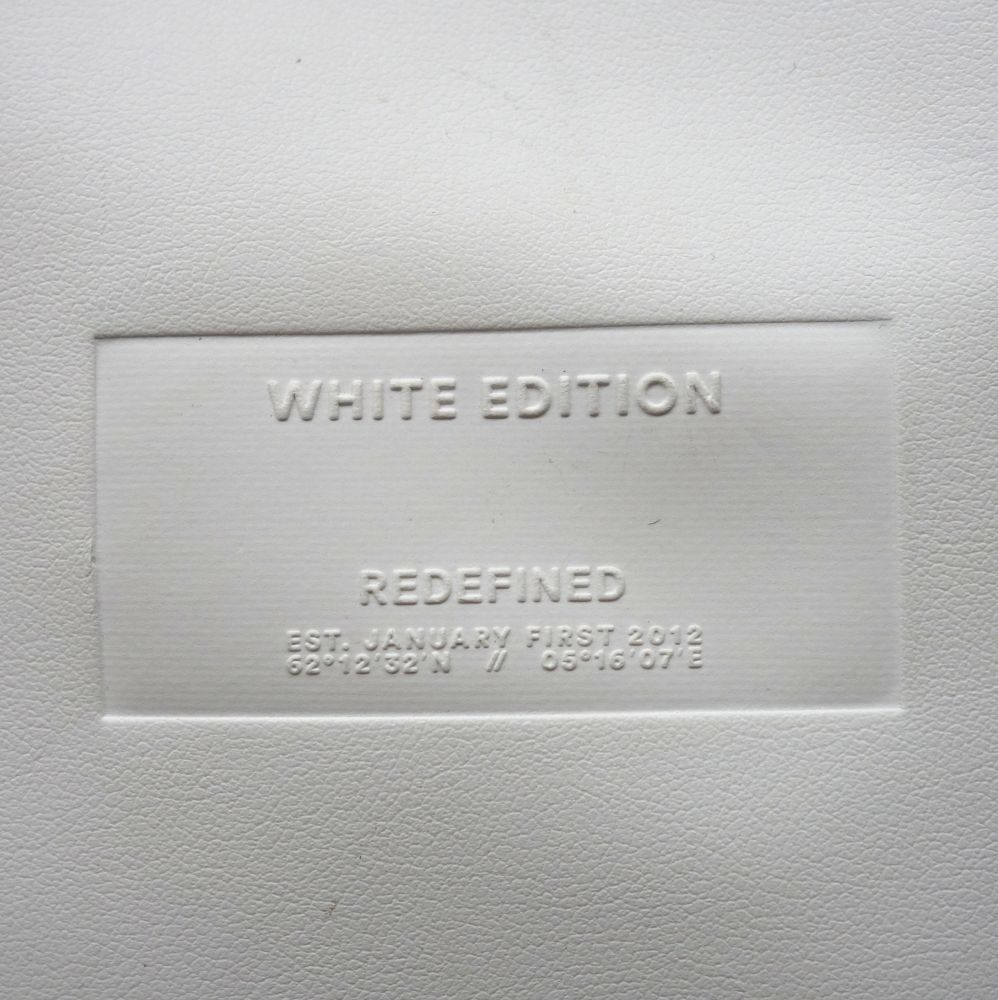 WHITE EDITION
REDEFINED
EST. JANUARY FIRST 2012
62°12'32'N // 05°16'07'E